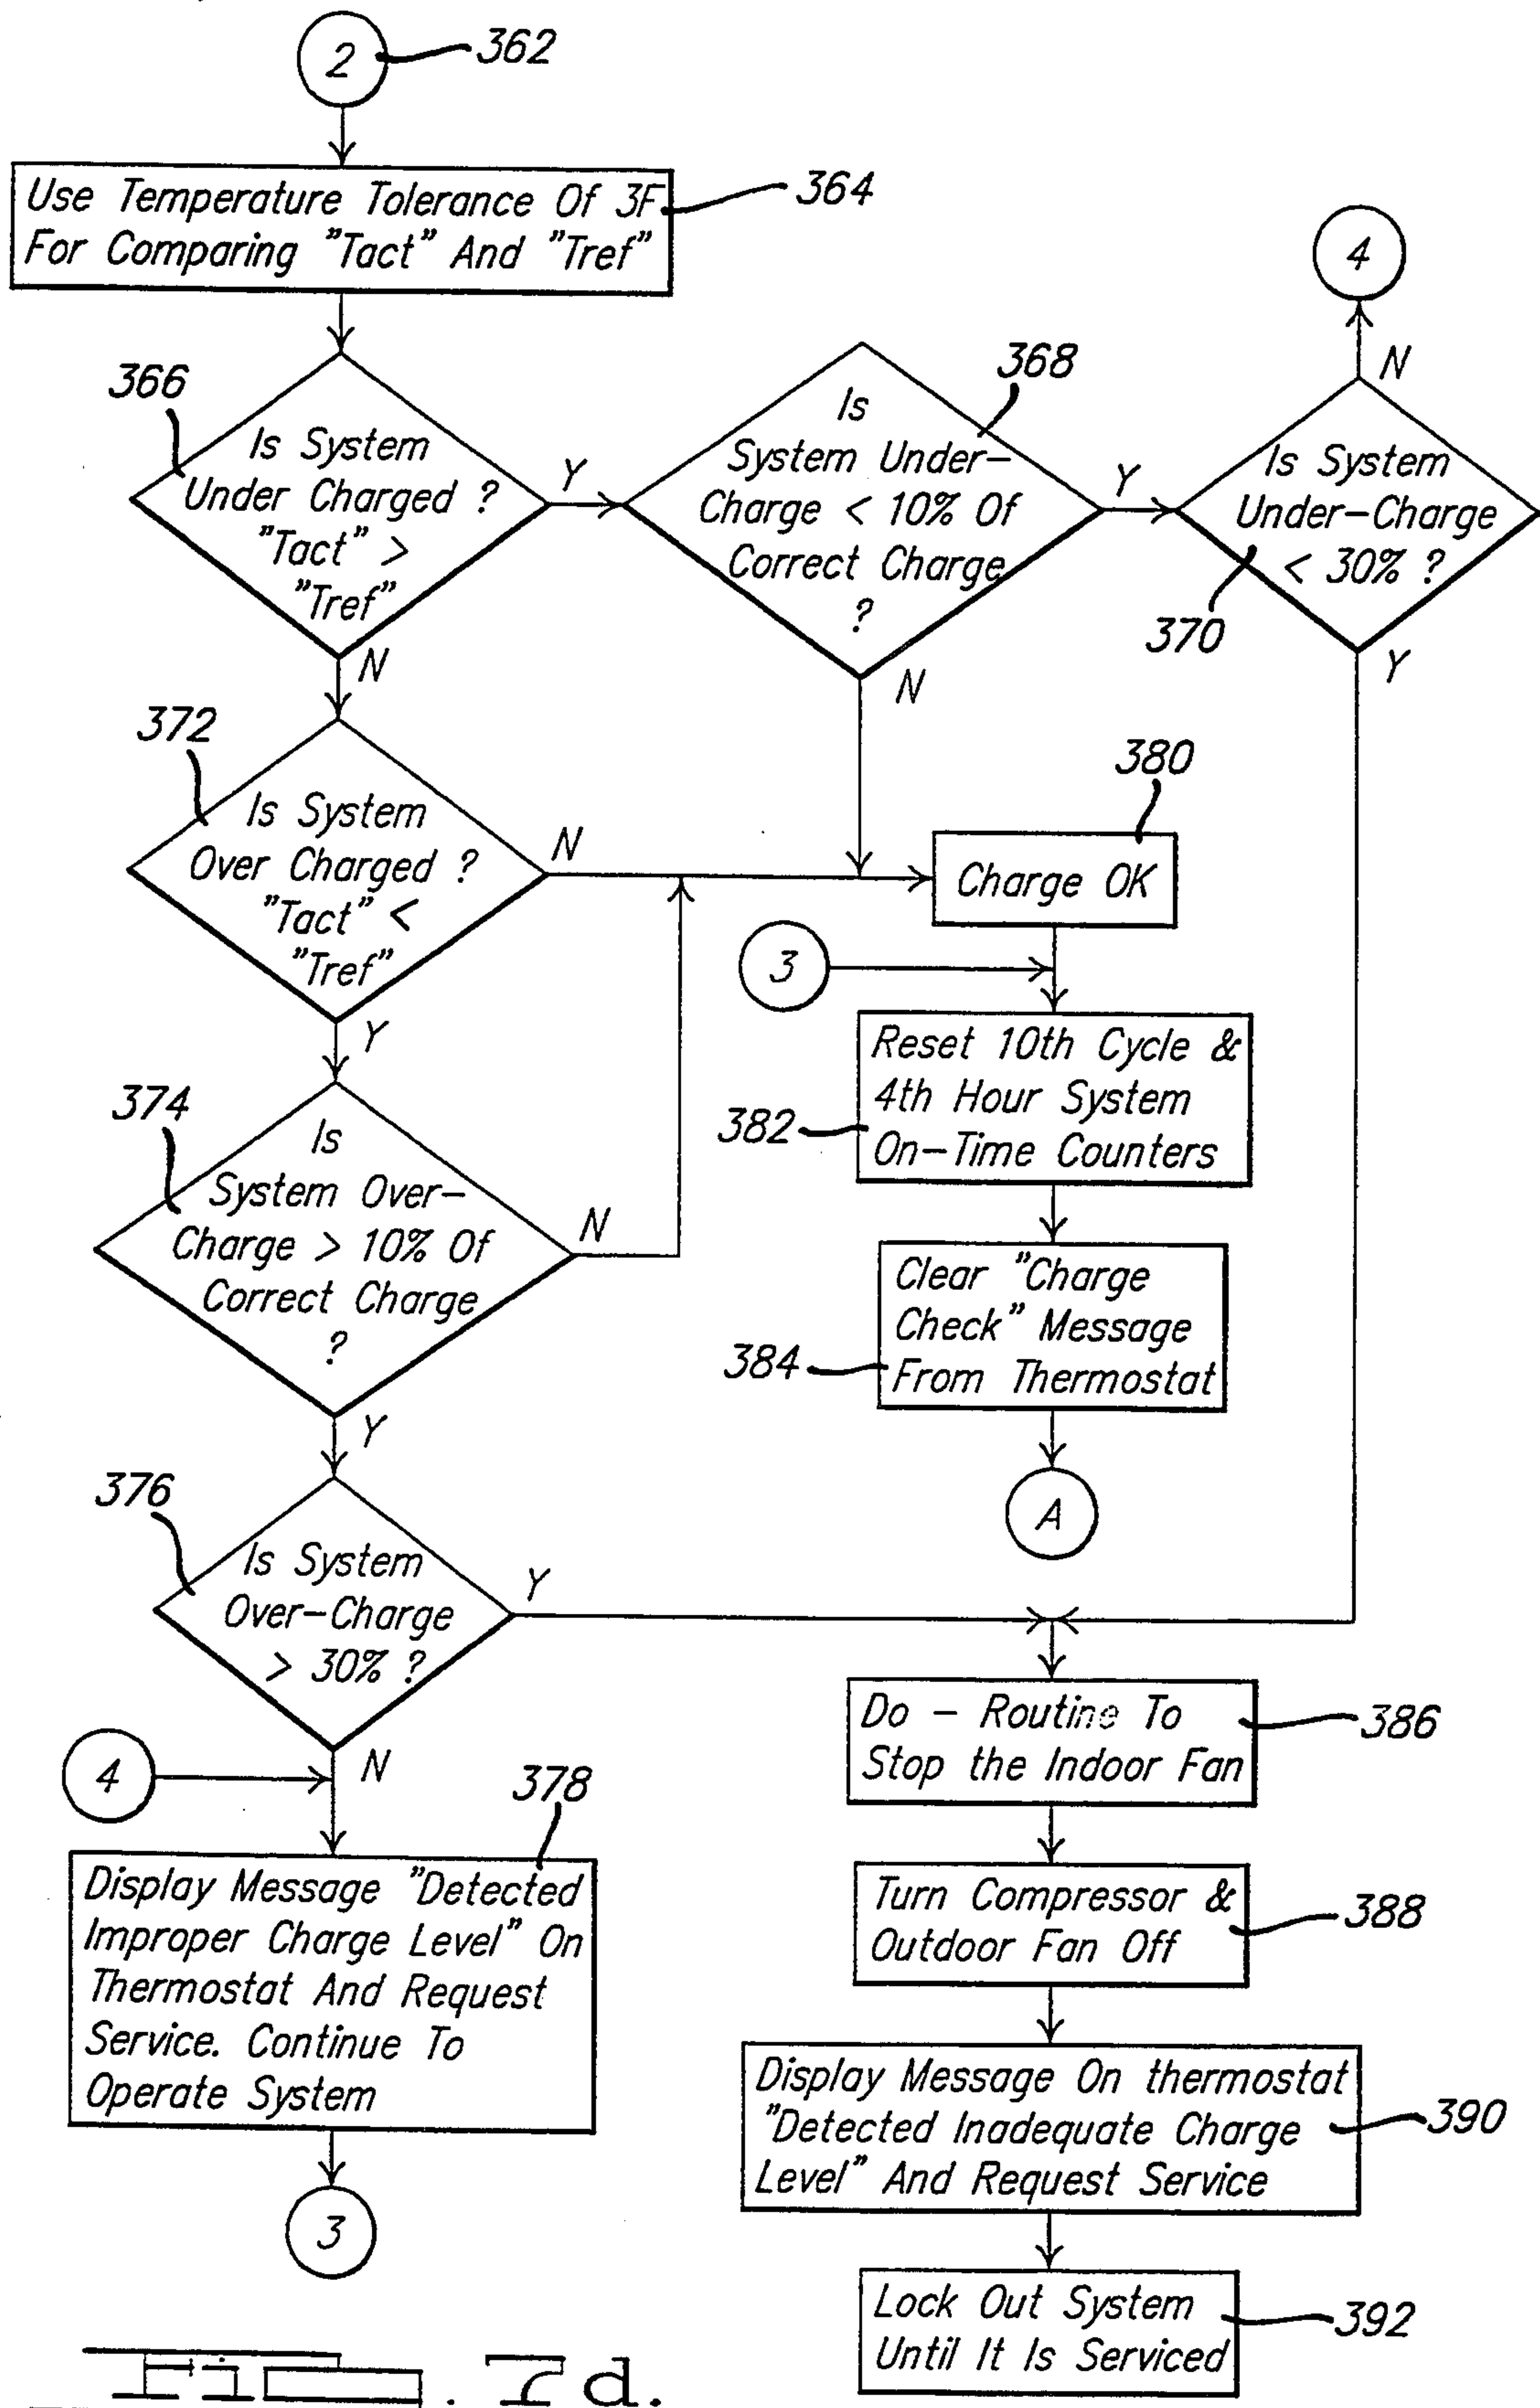 2
362
Use Temperature Tolerance Of 3F
For Comparing "Tact" And "Tref"
364
4
N
366
Is System
Under Charged ?
"Tact" >
"Tref"
Y
N
368
Is
System Under-
Charge < 10% Of
Correct Charge
?
Y
N
Is System
Under-Charge
< 30% ?
370
Y
372
Is System
Over Charged ?
"Tact" <
"Tref"
N
Y
380
Charge OK
3
Reset 10th Cycle &
4th Hour System
On-Time Counters
382
374
Is
System Over-
Charge > 10% Of
Correct Charge
?
N
Y
Clear "Charge
Check" Message
From Thermostat
384
A
376
Is System
Over-Charge
> 30% ?
Y
N
4
378
Display Message "Detected
Improper Charge Level" On
Thermostat And Request
Service. Continue To
Operate System
3
Do - Routine To
Stop the Indoor Fan
386
Turn Compressor &
Outdoor Fan Off
388
Display Message On thermostat
"Detected Inadequate Charge
Level" And Request Service
390
Lock Out System
Until It Is Serviced
392
FIG. 7d.